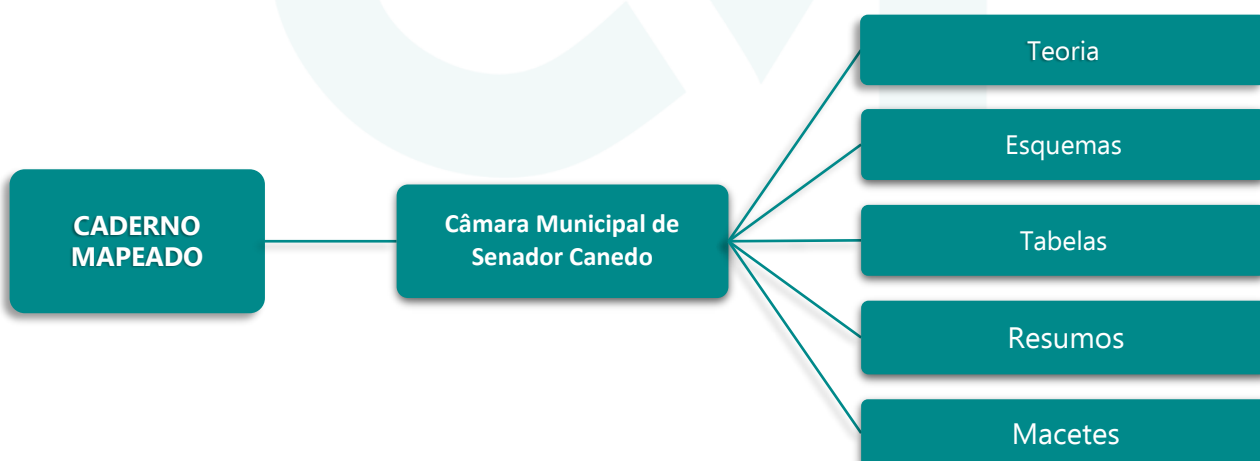 CADERNO
MAPEADO
Câmara Municipal de
Senador Canedo
Teoria
Esquemas
Tabelas
Resumos
Macetes